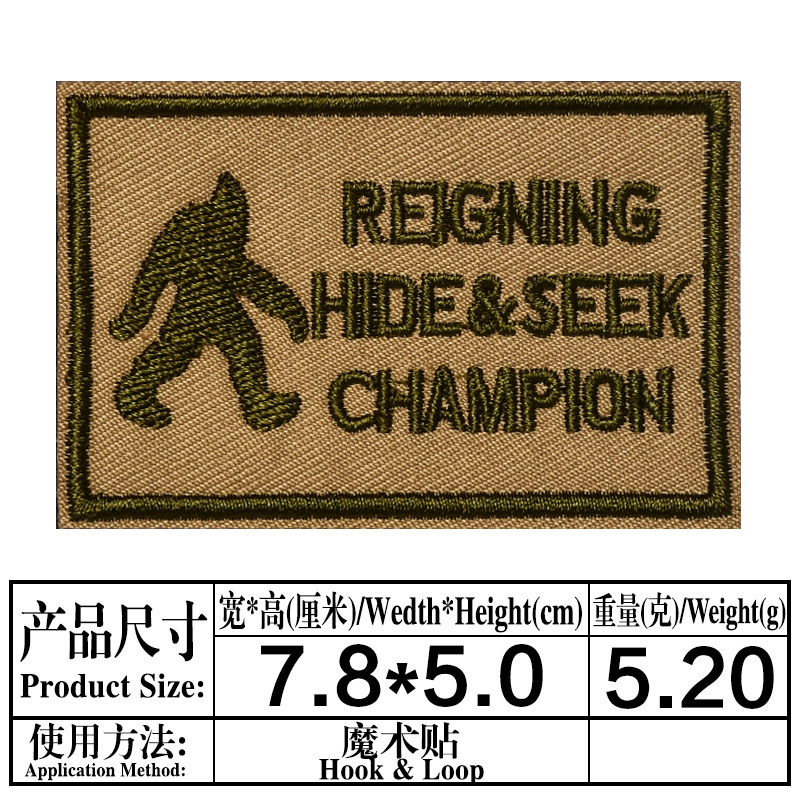 REIGNING
HIDE&SEEK
CHAMPION
产品尺寸
Product Size:
宽*高(厘米)/Wedth*Height(cm)
7.8*5.0
重量(克)/Weight(g)
5.20
使用方法:
Application Method:
魔术贴
Hook & Loop